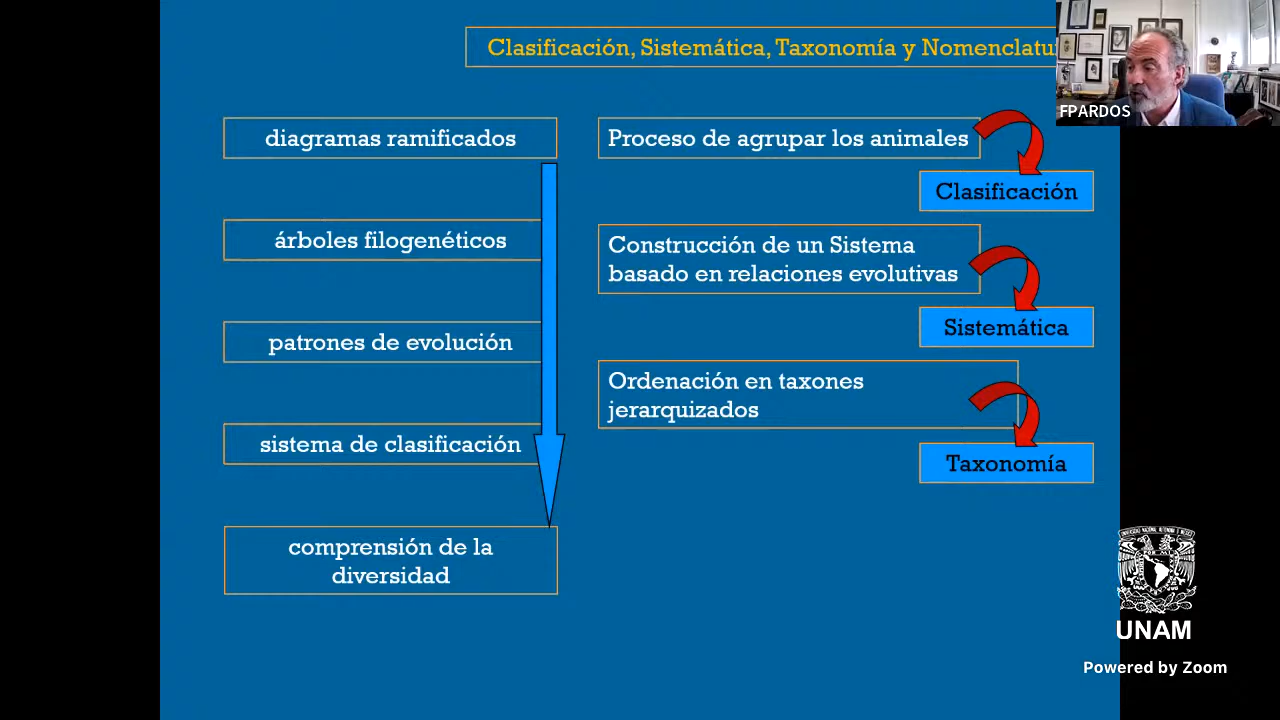 Clasificación, Sistemática, Taxonomía y Nomenclatu
FPARDOS
diagramas ramificados
árboles filogenéticos
patrones de evolución
sistema de clasificación
comprensión de la
diversidad
Proceso de agrupar los animales
Clasificación
Construcción de un Sistema
basado en relaciones evolutivas
Sistemática
Ordenación en taxones
jerarquizados
Taxonomía
UNAM
Powered by Zoom